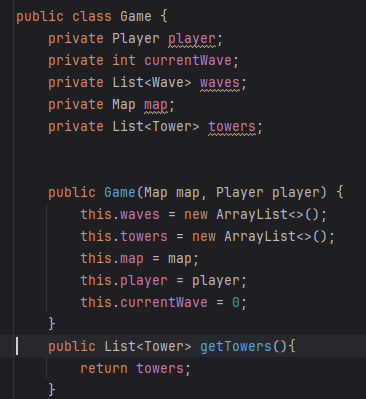 public class Game {
    private Player player;
    private int currentWave;
    private List<Wave> waves;
    private Map map;
    private List<Tower> towers;
    public Game(Map map, Player player) {
        this.waves = new ArrayList<>();
        this.towers = new ArrayList<>();
        this.map = map;
        this.player = player;
        this.currentWave = 0;
    }
    public List<Tower> getTowers(){
        return towers;
    }